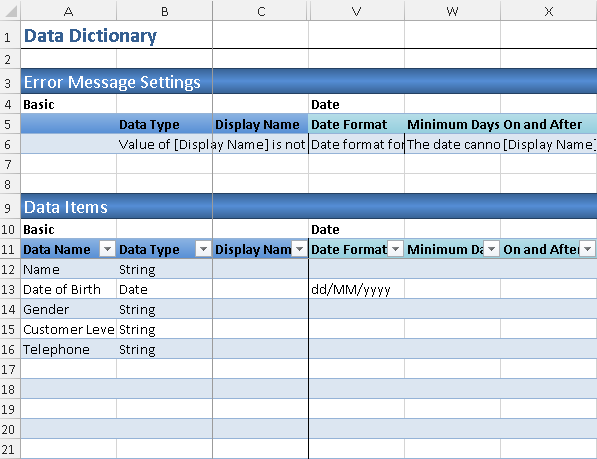 A B C V W X
1 Data Dictionary
2
3 Error Message Settings
4 Basic Date
5 Data Type Display Name Date Format Minimum Days On and After
6 Value of [Display Name] is not Date format for The date canno [Display Name]
7
8
9 Data Items
10 Basic Date
11 Data Name Data Type Display Nam Date Format Minimum Da On and Afte
12 Name String
13 Date of Birth Date dd/MM/yyyy
14 Gender String
15 Customer Leve String
16 Telephone String
17
18
19
20
21